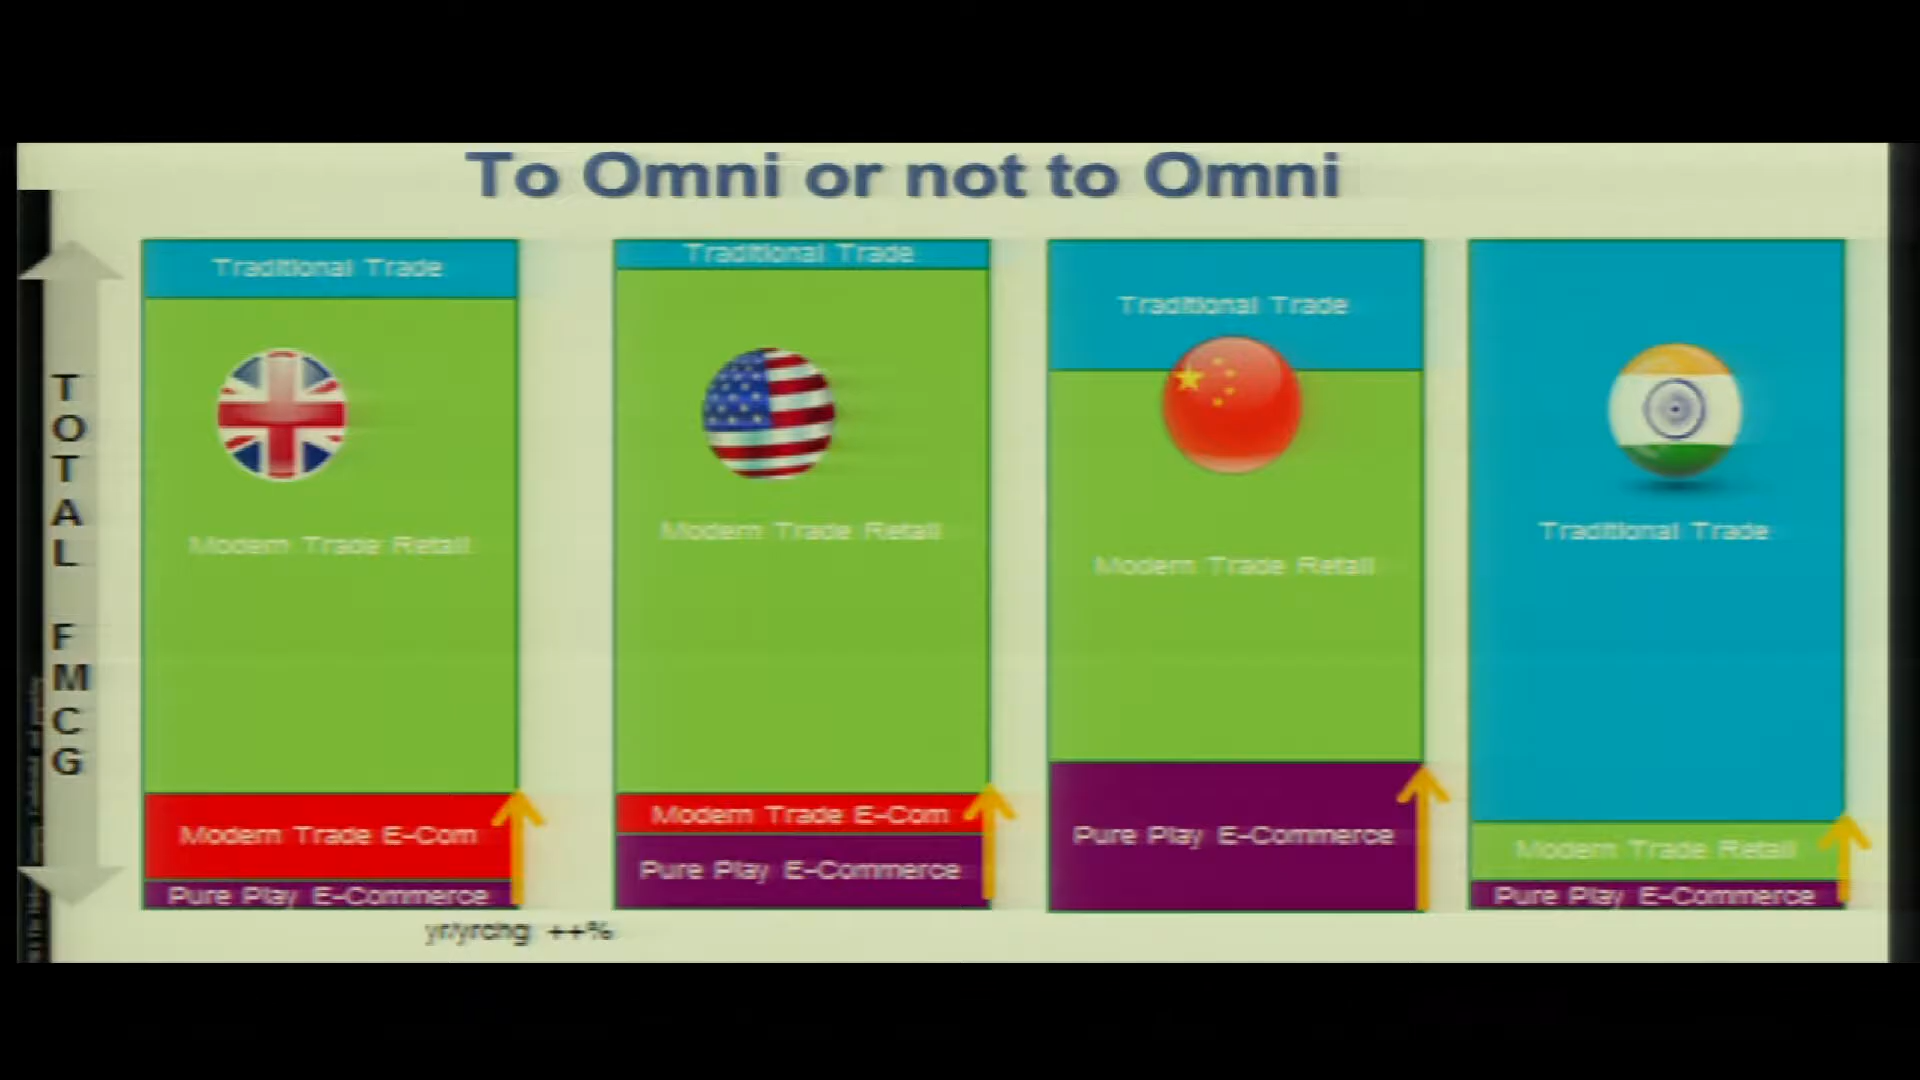 To Omni or not to Omni
TOTAL FMCG
Traditional Trade
Modern Trade Retail
Modern Trade E-Com
Pure Play E-Commerce
yr/yrchg ++%
Traditional Trade
Modern Trade Retail
Modern Trade E-Com
Pure Play E-Commerce
Traditional Trade
Modern Trade Retail
Pure Play E-Commerce
Traditional Trade
Modern Trade Retail
Pure Play E-Commerce